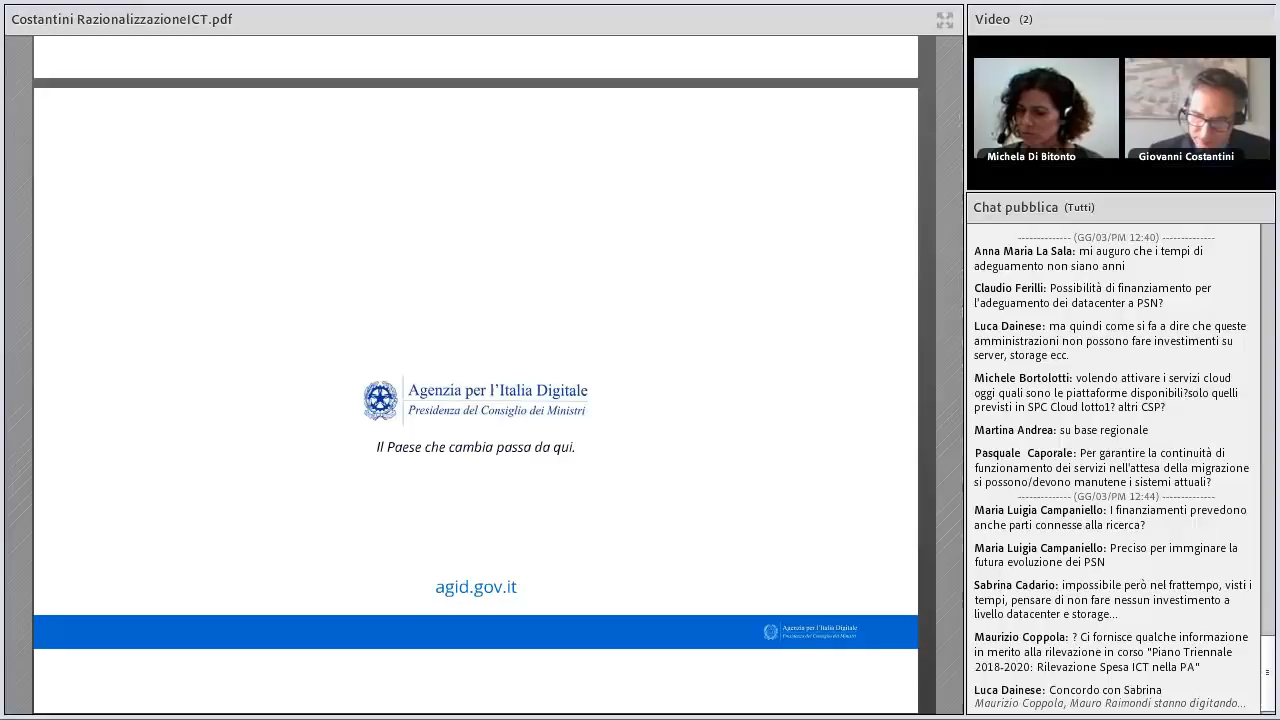 Costantini RazionalizzazioneICT.pdf
Agenzia per l'Italia Digitale
Presidenza del Consiglio dei Ministri
Il Paese che cambia passa da qui.
agid.gov.it
Agenzia per l'Italia Digitale
Presidenza del Consiglio dei Ministri
Video (2)
Michela Di Bitonto
Giovanni Costantini
Chat pubblica (Tutti)
-------------- (GG/03/PM 12:40) --------------
Anna Maria La Sala: mi auguro che i tempi di
adeguamento non siano anni
Claudio Ferilli: Possibilità di finanziamento per
l'adeguamento dei datacenter a PSN?
Luca Dainese: ma quindi come si fa a dire che queste
amministrazioni non possono fare investimenti su
server, storage ecc.
Michele Bortolotti: volendo attivare i servizi cloud
oggi quali sono le piattaforme disponibili?solo quelli
previsti in SPC Cloud lotto1? altri CSP?
Martina Andrea: su base regionale
Pasquale Caporale: Per garantire la continuità di
funzionamento dei servizi nell'attesa della migrazione
si possono/devono manutene i sistemi attuali?
-------------- (GG/03/PM 12:44) --------------
Maria Luigia Campaniello: I finanziamenti prevedono
anche parti connesse alla ricerca?
Maria Luigia Campaniello: Preciso per immginare la
futura evoluzione dei PSN
Sabrina Cadario: impossibile però nel frattempo, visti i
tempi, pensare di non fare nessun investimento a
livello datacenter e storage...
Maurizio Coppola: ? Ci fornisce qualche informazione
in merito alla rilevazione in corso "Piano Triennale
2018-2020: Rilevazione Spesa ICT nella PA"
Luca Dainese: Concordo con Sabrina
Maurizio Coppola, Mauro Raimondi stanno digitando...